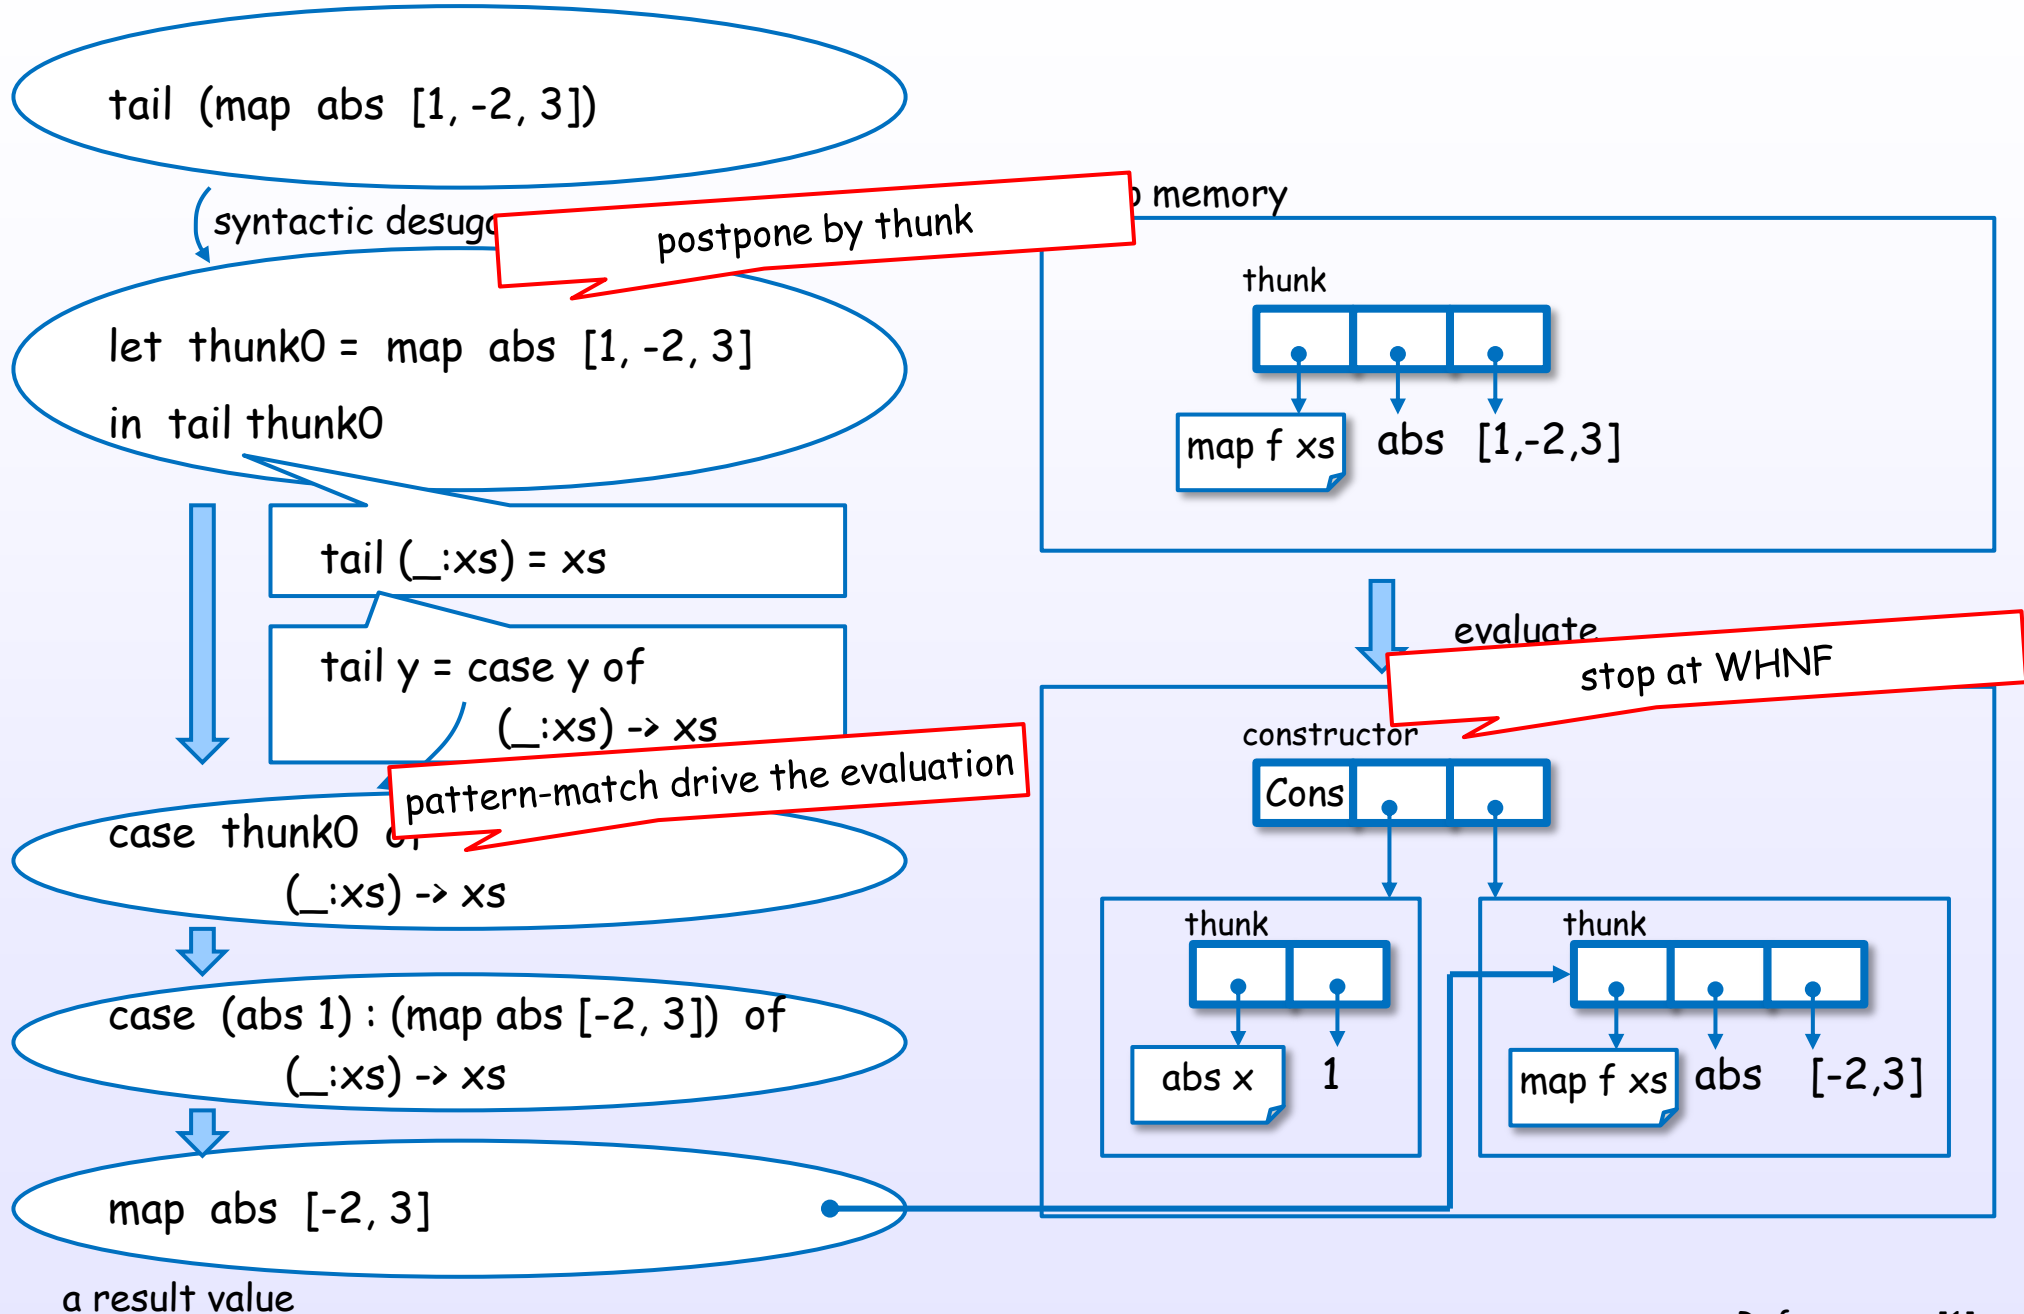 tail (map abs [1, -2, 3])
syntactic
postpone by thunk
memory
let thunk0 = map abs [1, -2, 3]
in tail thunk0
tail (_:xs) = xs
tail y = case y of
(_:xs) -> xs
pattern-match drive the evaluation
case thunk0 of
(_:xs) -> xs
case (abs 1) : (map abs [-2, 3]) of
(_:xs) -> xs
map abs [-2, 3]
a result value
thunk
map f xs
abs
[1,-2,3]
evaluate
stop at WHNF
constructor
Cons
thunk
abs x
1
thunk
map f xs
abs
[-2,3]